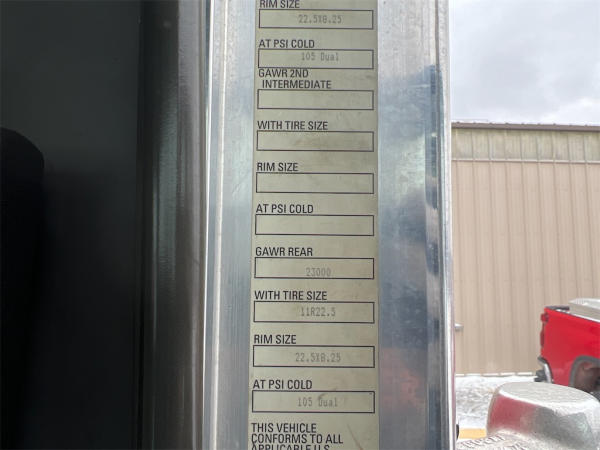 RIM SIZE
22.5X8.25
AT PSI COLD
105 Dual
GAWR 2ND
INTERMEDIATE
WITH TIRE SIZE
RIM SIZE
AT PSI COLD
GAWR REAR
23000
WITH TIRE SIZE
11R22.5
RIM SIZE
22.5X8.25
AT PSI COLD
105 Dual
THIS VEHICLE
CONFORMS TO ALL
APPLICABLE U.S.